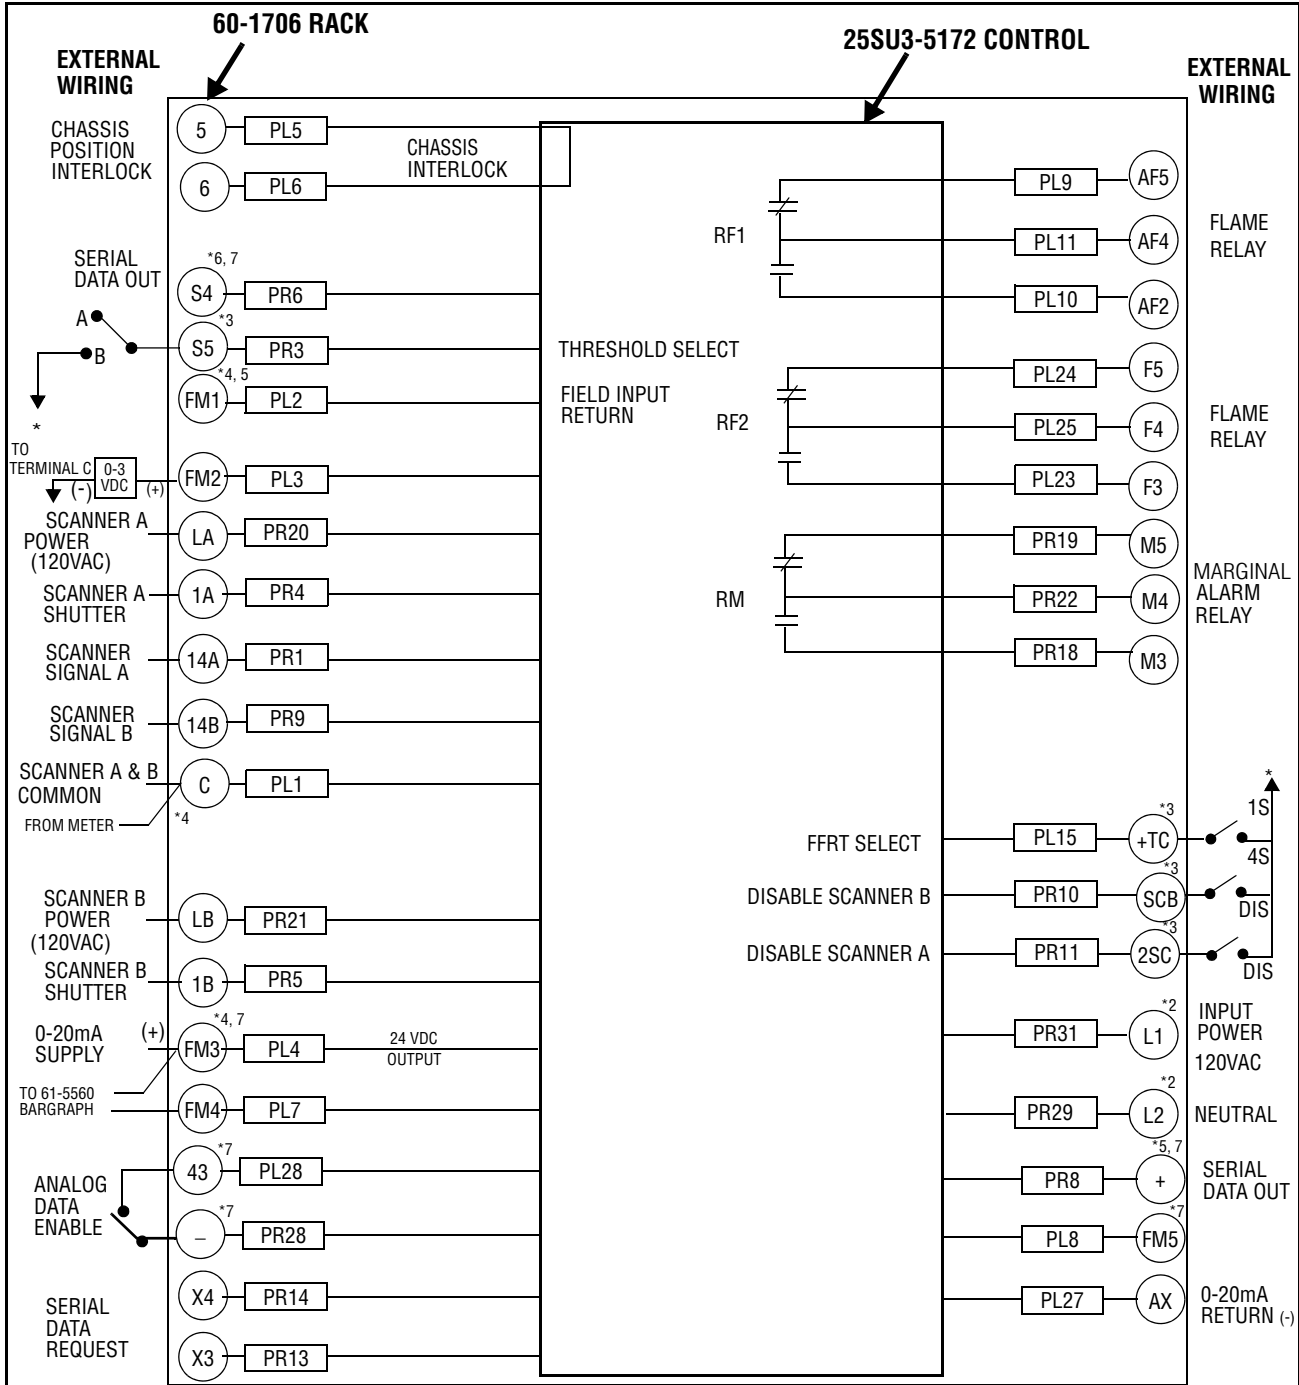 60-1706 RACK
25SU3-5172 CONTROL
EXTERNAL
WIRING
EXTERNAL
WIRING
CHASSIS
POSITION
INTERLOCK
5
PL5
CHASSIS
INTERLOCK
6
PL6
SERIAL
DATA OUT
*6, 7
S4
PR6
A
B
*3
S5
PR3
THRESHOLD SELECT
*4, 5
FM1
PL2
FIELD INPUT
RETURN
*
TO
TERMINAL C
(-)
0-3
VDC
(+)
FM2
PL3
SCANNER A
POWER
(120VAC)
LA
PR20
SCANNER A
SHUTTER
1A
PR4
SCANNER
SIGNAL A
14A
PR1
SCANNER
SIGNAL B
14B
PR9
SCANNER A & B
COMMON
C
PL1
FROM METER
*4
SCANNER B
POWER
(120VAC)
LB
PR21
SCANNER B
SHUTTER
1B
PR5
0-20mA
SUPPLY
(+)
*4, 7
FM3
PL4
24 VDC
OUTPUT
TO 61-5560
BARGRAPH
FM4
PL7
ANALOG
DATA
ENABLE
*7
43
PL28
*7
–
PR28
SERIAL
DATA
REQUEST
X4
PR14
X3
PR13
RF1
PL9
AF5
PL11
AF4
PL10
AF2
FLAME
RELAY
RF2
PL24
F5
PL25
F4
PL23
F3
FLAME
RELAY
RM
PR19
M5
PR22
M4
PR18
M3
MARGINAL
ALARM
RELAY
*
FFRT SELECT
PL15
*3
+TC
1S
4S
DISABLE SCANNER B
PR10
*3
SCB
DIS
DISABLE SCANNER A
PR11
*3
2SC
DIS
PR31
*2
L1
INPUT
POWER
120VAC
PR29
*2
L2
NEUTRAL
PR8
*5, 7
+
SERIAL
DATA OUT
PL8
*7
FM5
PL27
AX
0-20mA
RETURN (-)